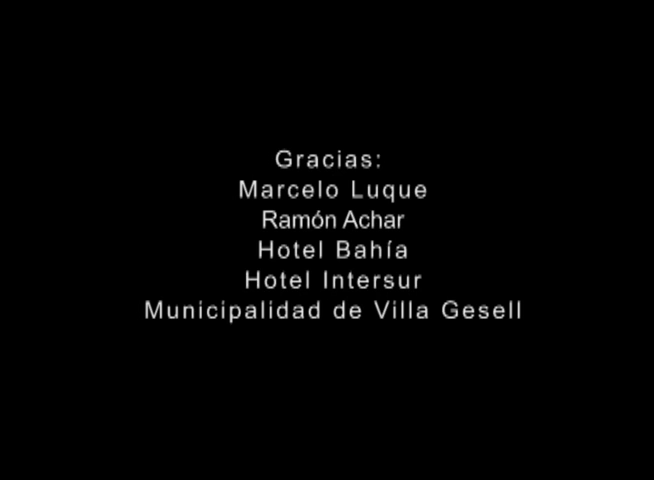 Gracias:
Marcelo Luque
Ramón Achar
Hotel Bahía
Hotel Intersur
Municipalidad de Villa Gesell